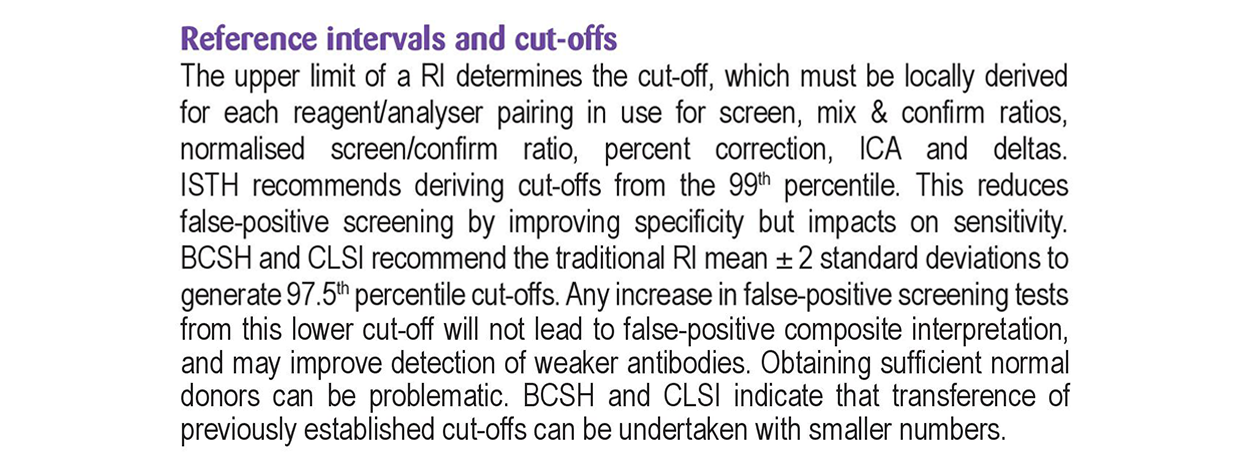 Reference intervals and cut-offs
The upper limit of a RI determines the cut-off, which must be locally derived
for each reagent/analyser pairing in use for screen, mix & confirm ratios,
normalised screen/confirm ratio, percent correction, ICA and deltas.
ISTH recommends deriving cut-offs from the 99th percentile. This reduces
false-positive screening by improving specificity but impacts on sensitivity.
BCSH and CLSI recommend the traditional RI mean ± 2 standard deviations to
generate 97.5th percentile cut-offs. Any increase in false-positive screening tests
from this lower cut-off will not lead to false-positive composite interpretation,
and may improve detection of weaker antibodies. Obtaining sufficient normal
donors can be problematic. BCSH and CLSI indicate that transference of
previously established cut-offs can be undertaken with smaller numbers.